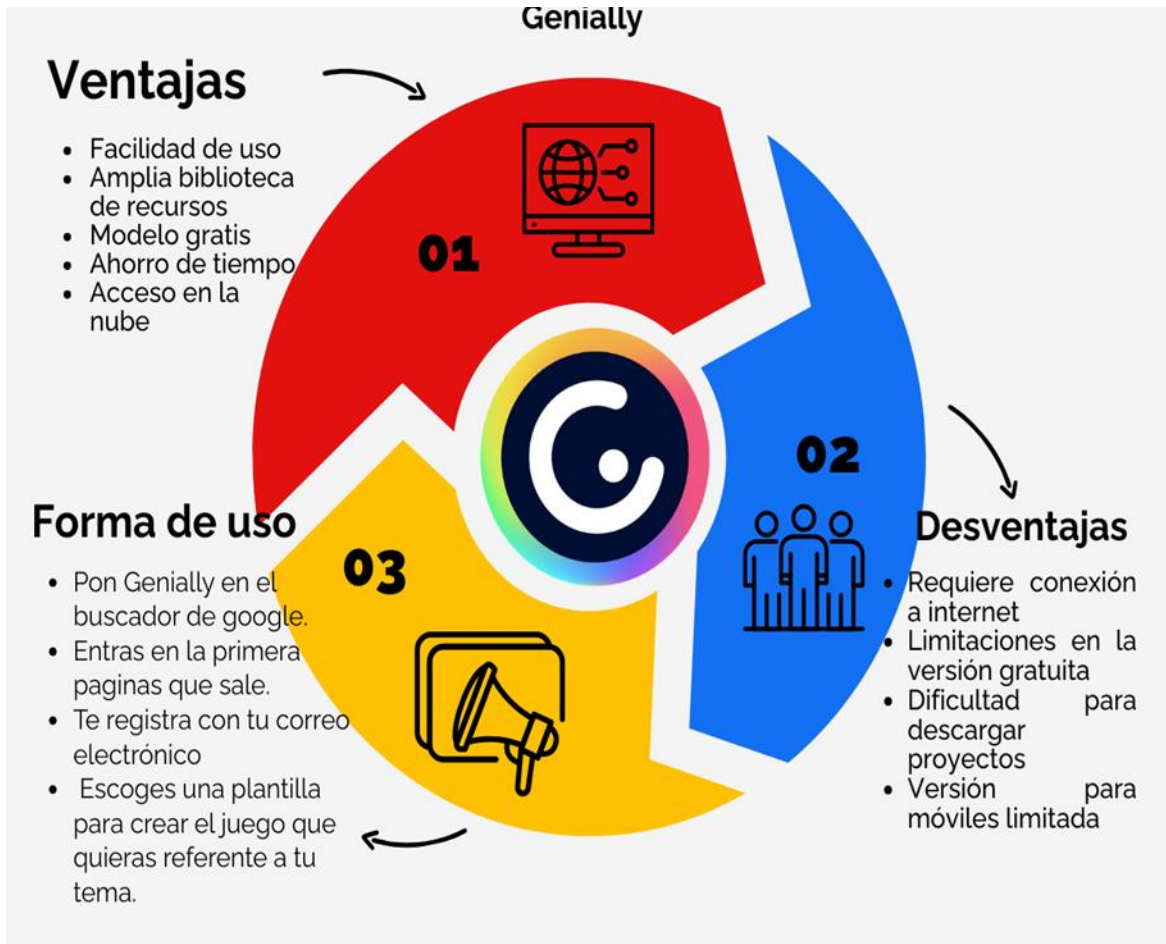 Genially
Ventajas
• Facilidad de uso
• Amplia biblioteca
de recursos
• Modelo gratis
• Ahorro de tiempo
• Acceso en la
nube
01
02
Desventajas
• Requiere conexión
a internet
• Limitaciones en la
versión gratuita
• Dificultad para
descargar
proyectos
• Versión para
móviles limitada
03
Forma de uso
• Pon Genially en el
buscador de google.
• Entras en la primera
paginas que sale.
• Te registra con tu correo
electrónico
• Escoges una plantilla
para crear el juego que
quieras referente a tu
tema.